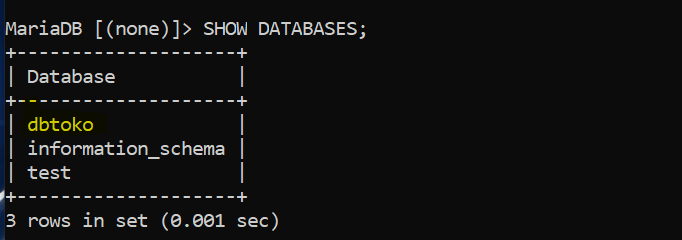 MariaDB [(none)]> SHOW DATABASES;
+--------------------+
| Database           |
+--------------------+
| dbtoko             |
| information_schema |
| test               |
+--------------------+
3 rows in set (0.001 sec)